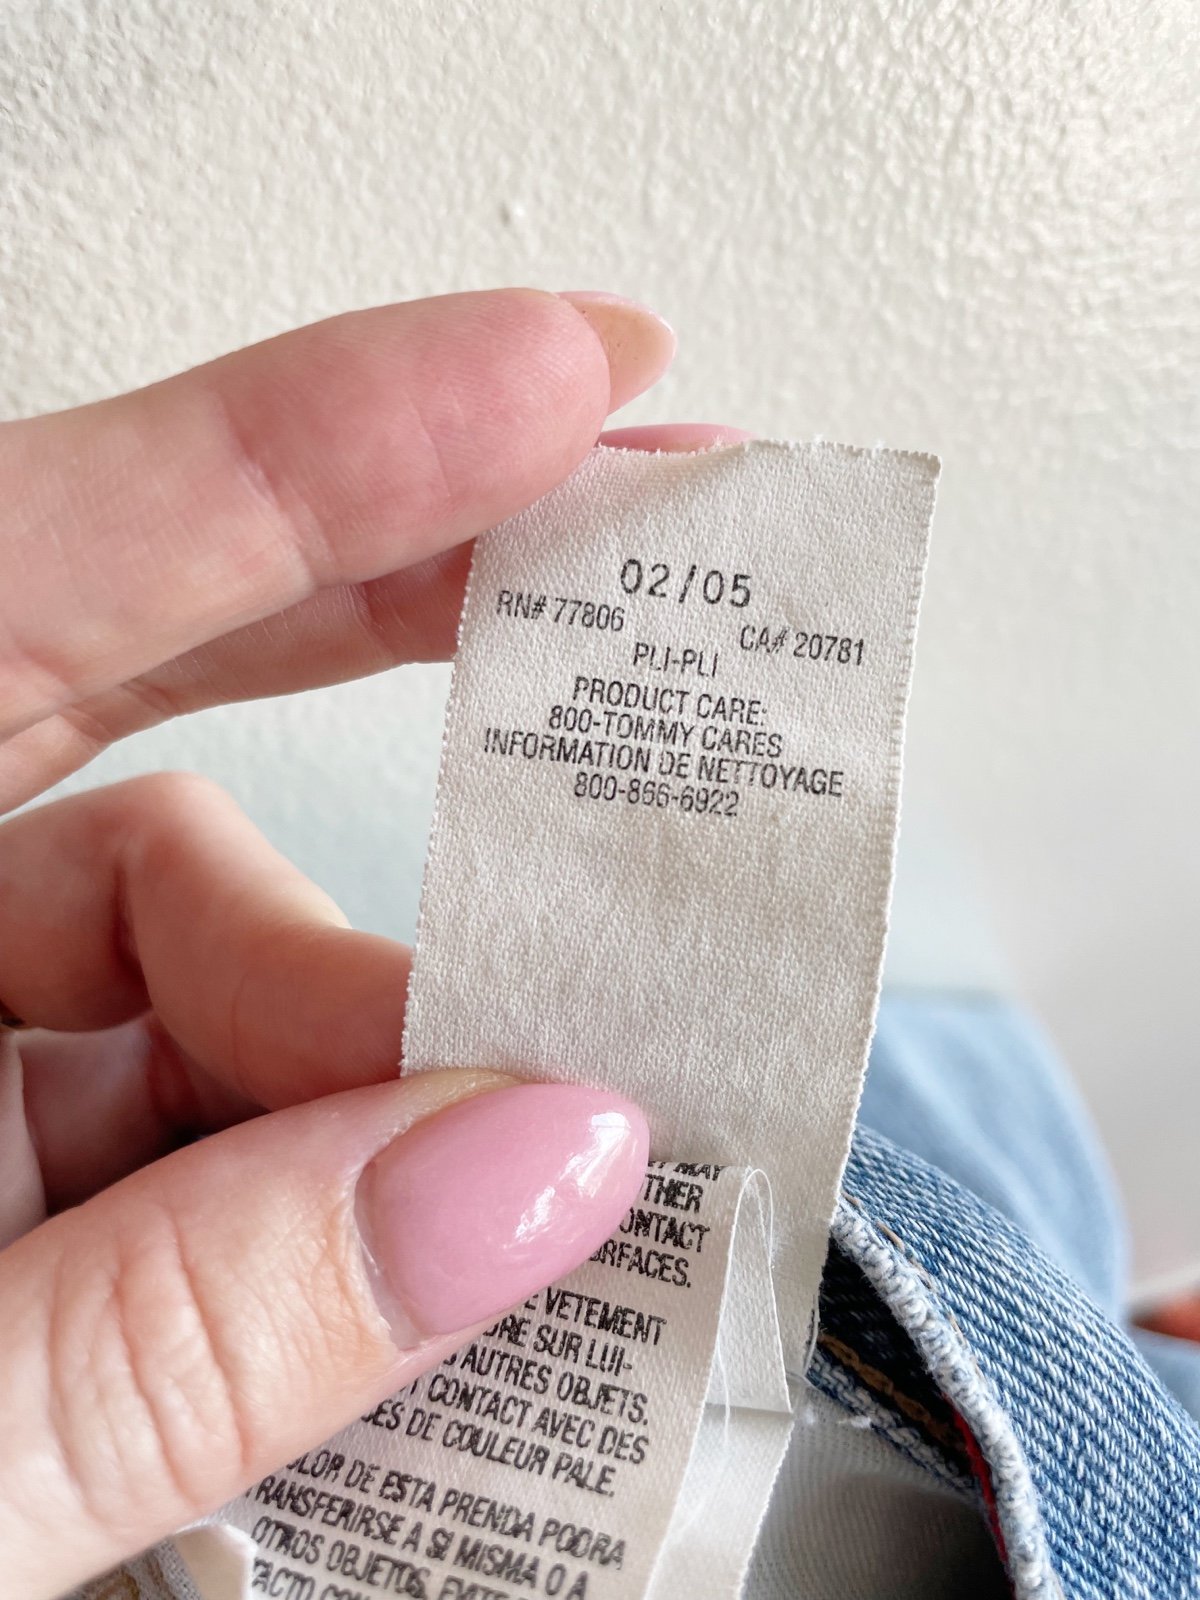 02/05
RN# 77806
CA# 20781
PLI-PLI
PRODUCT CARE:
800-TOMMY CARES
INFORMATION DE NETTOYAGE
800-866-6922
MAY
THER
CONTACT
SURFACES.
VETEMENT
SUR LUI-
AUTRES OBJETS.
CONTACT AVEC DES
DE COULEUR PALE.
COLOR DE ESTA PRENDA PODRA
TRANSFERIRSE A SI MISMA O A
OTROS OBJETOS.